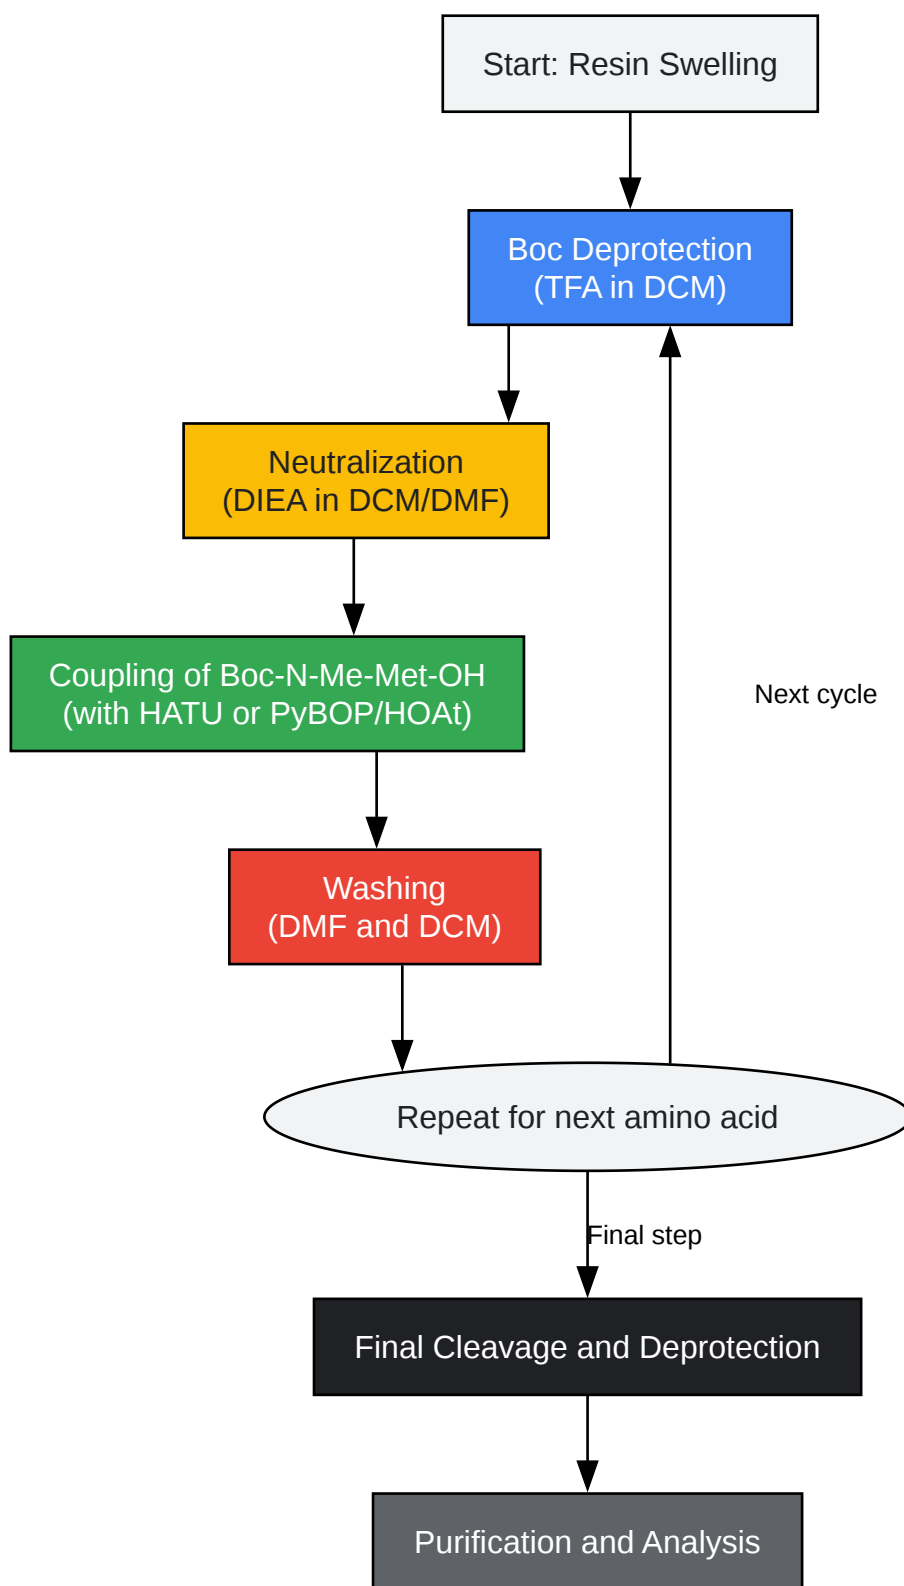 Start: Resin Swelling
Boc Deprotection
(TFA in DCM)
Neutralization
(DIEA in DCM/DMF)
Coupling of Boc-N-Me-Met-OH
(with HATU or PyBOP/HOAt)
Next cycle
Washing
(DMF and DCM)
Repeat for next amino acid
Final step
Final Cleavage and Deprotection
Purification and Analysis